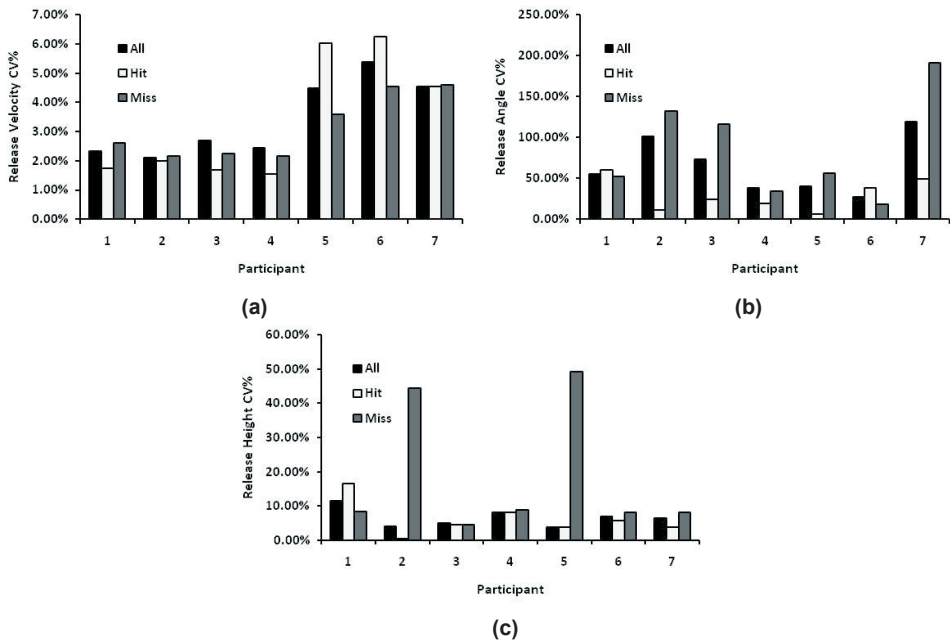 7.00%
6.00%
5.00%
4.00%
3.00%
2.00%
1.00%
0.00%
Release Velocity CV%
All
Hit
Miss
1 2 3 4 5 6 7
Participant
(a)
250.00%
200.00%
150.00%
100.00%
50.00%
0.00%
Release Angle CV%
All
Hit
Miss
1 2 3 4 5 6 7
Participant
(b)
60.00%
50.00%
40.00%
30.00%
20.00%
10.00%
0.00%
Release Height CV%
All
Hit
Miss
1 2 3 4 5 6 7
Participant
(c)